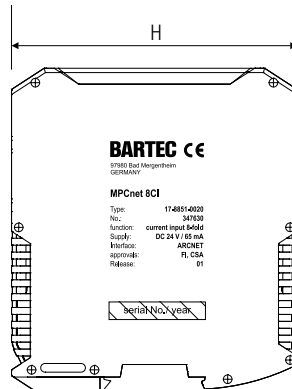 H
BARTEC CE
97980 Bad Mergentheim
GERMANY
MPCnet 8CI
Type: 17-8851-0020
No.: 347630
function: current input 8-fold
Supply: DC 24 V / 65 mA
Interface: ARCNET
approvals: FI, CSA
Release: 01
serial No./ year